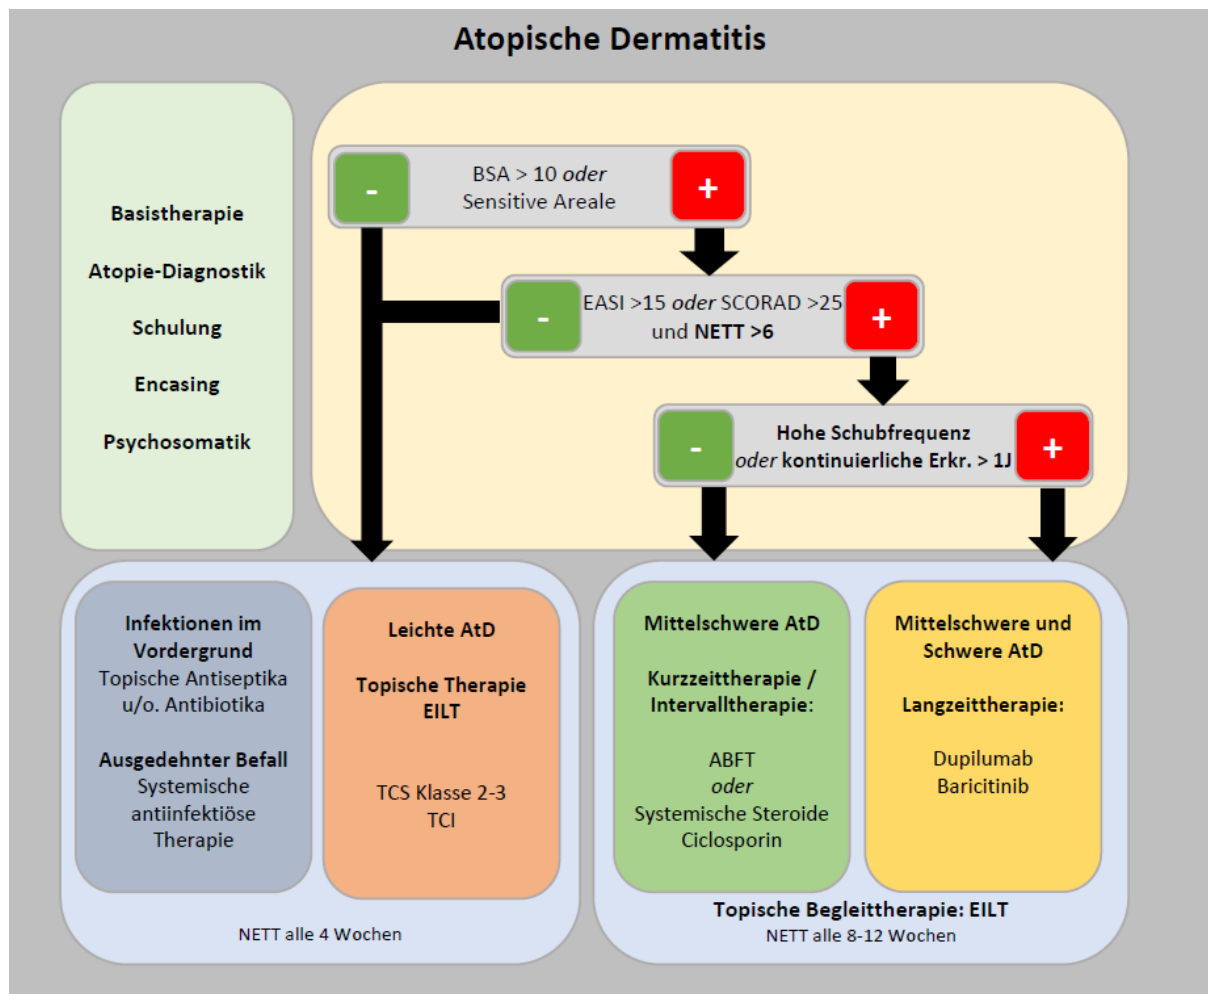 Atopische Dermatitis
Basistherapie
Atopie-Diagnostik
Schulung
Encasing
Psychosomatik
-
BSA > 10 oder
Sensitive Areale
+
-
EASI >15 oder SCORAD >25
und NETT >6
+
-
Hohe Schubfrequenz
oder kontinuierliche Erkr. > 1J
+
Infektionen im
Vordergrund
Topische Antiseptika
u/o. Antibiotika
Ausgedehnter Befall
Systemische
antiinfektiöse
Therapie
Leichte AtD
Topische Therapie
EILT
TCS Klasse 2-3
TCI
NETT alle 4 Wochen
Mittelschwere AtD
Kurzzeittherapie /
Intervalltherapie:
ABFT
oder
Systemische Steroide
Ciclosporin
Mittelschwere und
Schwere AtD
Langzeittherapie:
Dupilumab
Baricitinib
Topische Begleittherapie: EILT
NETT alle 8-12 Wochen